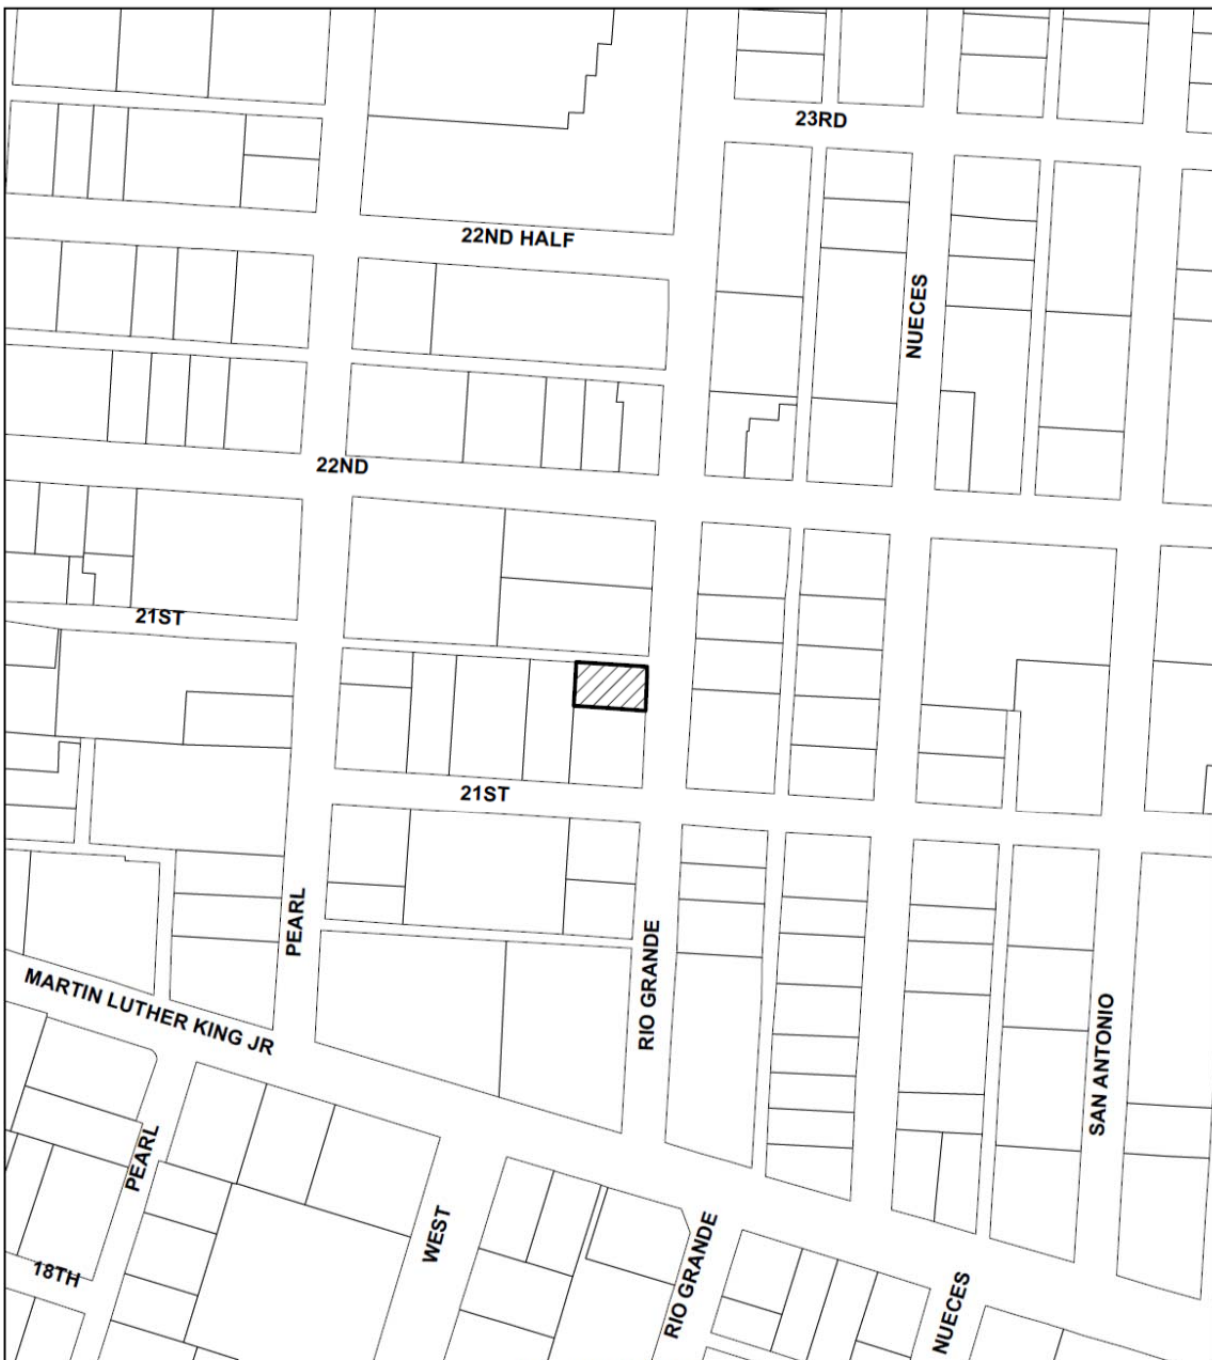 23RD
22ND HALF
NUECES
22ND
21ST
21ST
PEARL
RIO GRANDE
MARTIN LUTHER KING JR
SAN ANTONIO
PEARL
WEST
RIO GRANDE
18TH
NUECES